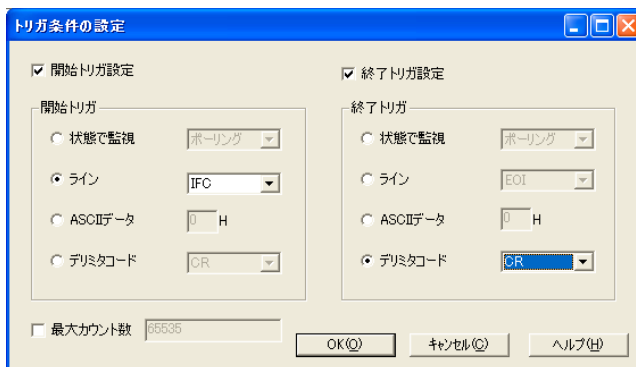 トリガ条件の設定
開始トリガ設定
終了トリガ設定
開始トリガ
状態で監視 ポーリング
ライン IFC
ASCIIデータ 0 H
デリミタコード CR
終了トリガ
状態で監視 ポーリング
ライン EOI
ASCIIデータ 0 H
デリミタコード CR
最大カウント数 65535
OK(O) キャンセル(C) ヘルプ(H)